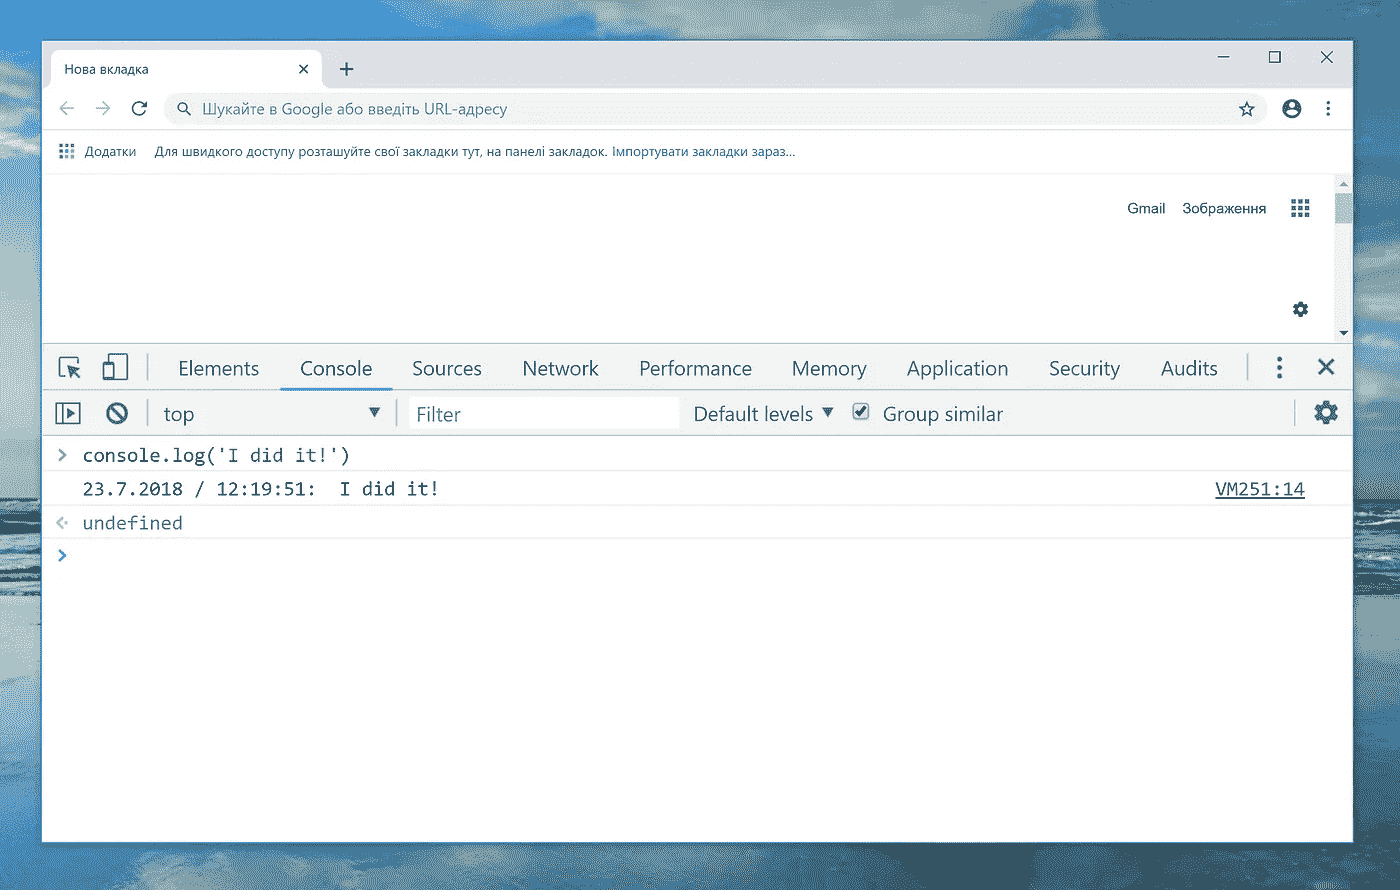 Нова вкладка
Шукайте в Google або введіть URL-адресу
Додатки Для швидкого доступу розташуйте свої закладки тут, на панелі закладок. Імпортувати закладки зараз...
Gmail Зображення
Elements Console Sources Network Performance Memory Application Security Audits
top Filter Default levels Group similar
console.log('I did it!')
23.7.2018 / 12:19:51:  I did it! VM251:14
undefined